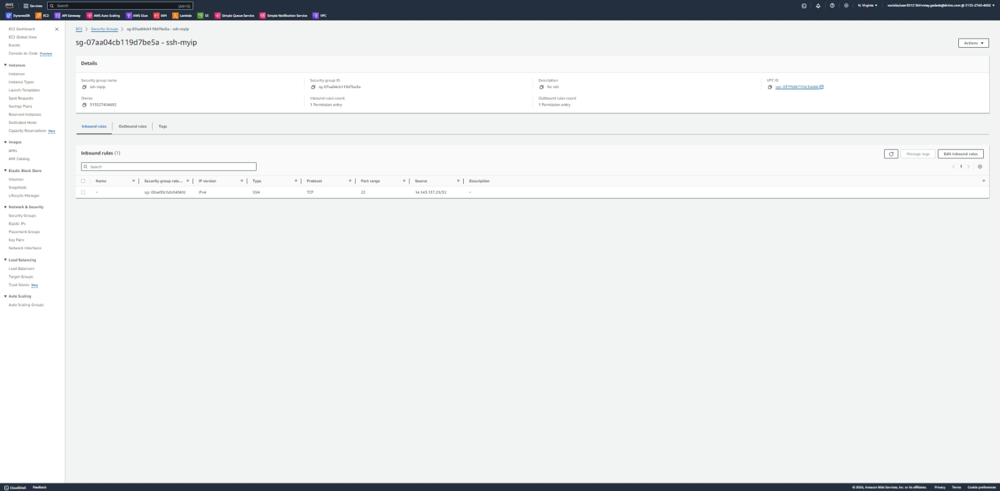 aws
Services
Search
[Alt+S]
N. Virginia
DynamoDB
EC2
API Gateway
AWS Auto Scaling
AWS Glue
IAM
Lambda
S3
Simple Queue Service
Simple Notification Service
VPC
EC2 Dashboard
EC2 Global View
Events
Console-to-Code Preview
Instances
Instances
Instance Types
Launch Templates
Spot Requests
Savings Plans
Reserved Instances
Dedicated Hosts
Capacity Reservations New
Images
AMIs
AMI Catalog
Elastic Block Store
Volumes
Snapshots
Lifecycle Manager
Network & Security
Security Groups
Elastic IPs
Placement Groups
Key Pairs
Network Interfaces
Load Balancing
Load Balancers
Target Groups
Trust Stores New
Auto Scaling
Auto Scaling Groups
EC2 > Security Groups > sg-07aa04cb119d7be5a - ssh-myip
sg-07aa04cb119d7be5a - ssh-myip
Actions
Details
Security group name
ssh-myip
Security group ID
sg-07aa04cb119d7be5a
Description
for ssh
VPC ID
Owner
313527404692
Inbound rules count
1 Permission entry
Outbound rules count
1 Permission entry
Inbound rules
Outbound rules
Tags
Inbound rules (1)
Manage tags
Edit inbound rules
Search
1
Name
Security group rule...
IP version
Type
Protocol
Port range
Source
Description
–
IPv4
SSH
TCP
22
14.143.137.29/32
–
CloudShell
Feedback
© 2024, Amazon Web Services, Inc. or its affiliates.
Privacy
Terms
Cookie preferences